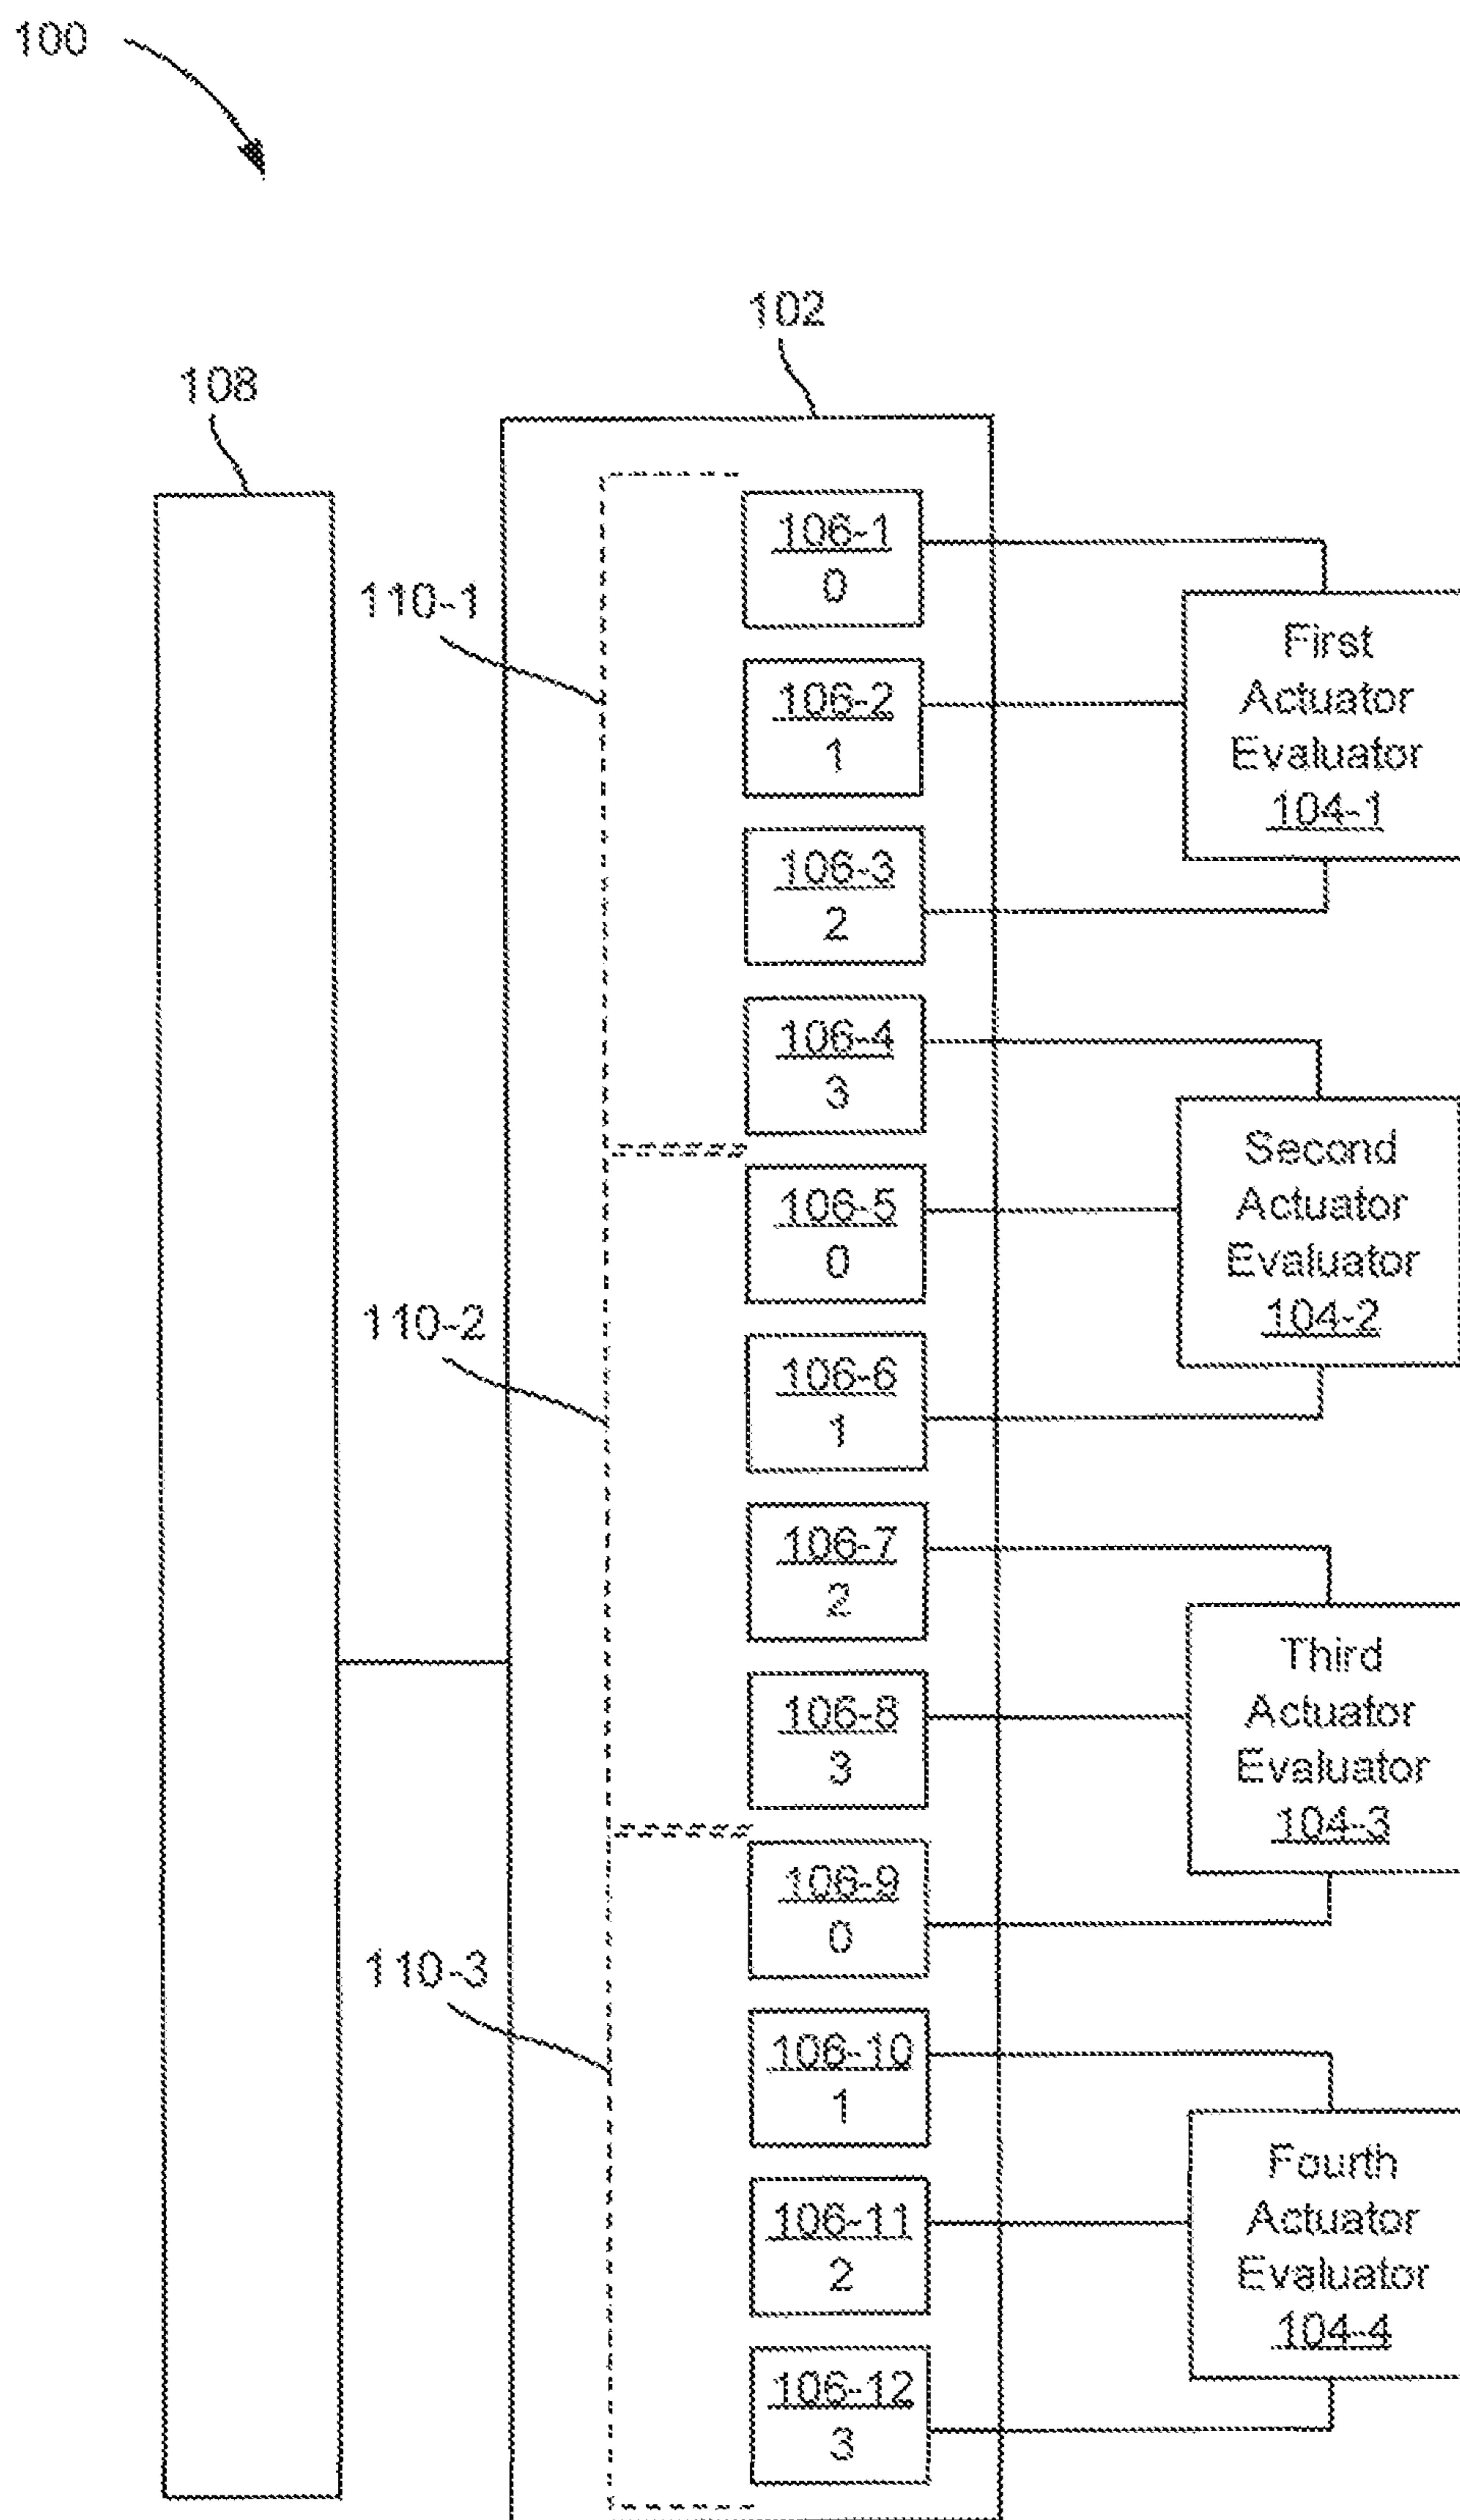 100
102
108
106-1
0
110-1
106-2
1
First
Actuator
Evaluator
104-1
106-3
2
106-4
3
106-5
0
Second
Actuator
Evaluator
104-2
110-2
106-6
1
106-7
2
106-8
3
Third
Actuator
Evaluator
104-3
106-9
0
110-3
106-10
1
106-11
2
Fourth
Actuator
Evaluator
104-4
106-12
3